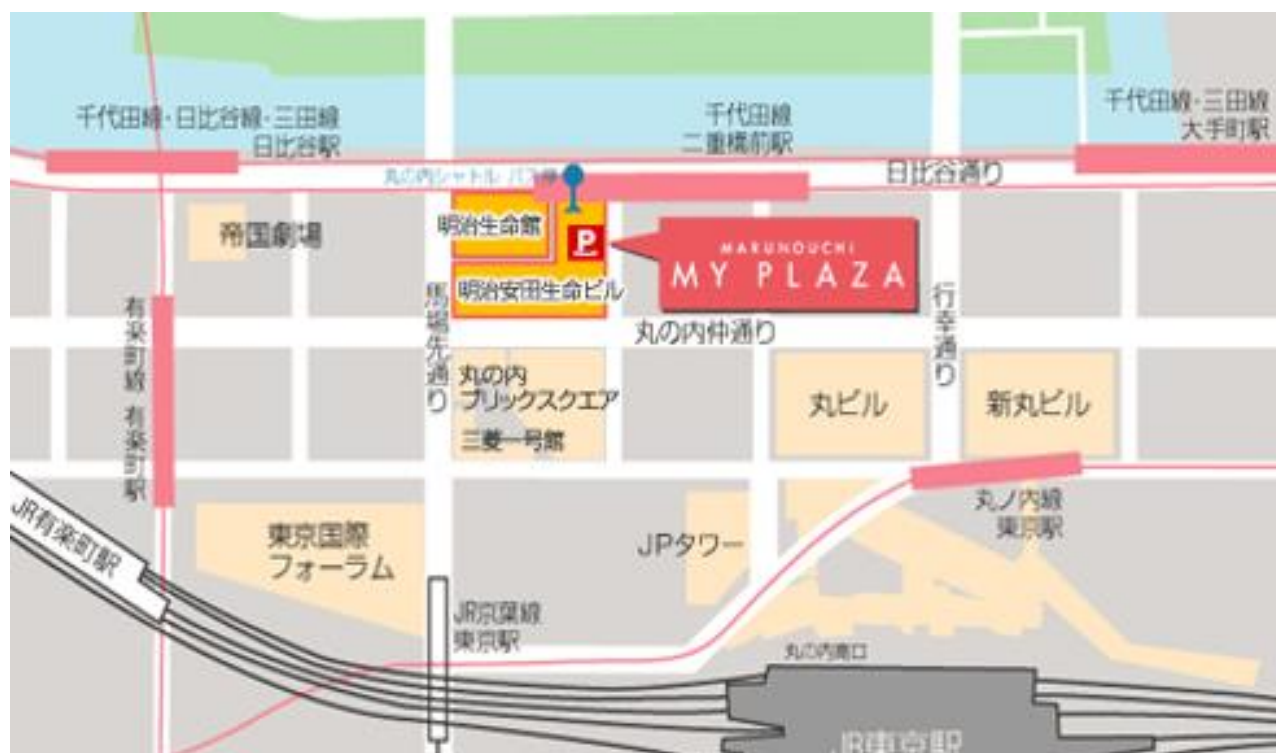 千代田線・日比谷線・三田線
日比谷駅
千代田線
二重橋前駅
千代田線・三田線
大手町駅
丸の内シャトル バス停
日比谷通り
帝国劇場
明治生命館
P
MARUNOUCHI
MY PLAZA
明治安田生命ビル
有楽町線 有楽町駅
馬場先通り
丸の内仲通り
行幸通り
丸の内
ブリックスクエア
三菱一号館
丸ビル
新丸ビル
JR有楽町駅
東京国際
フォーラム
JPタワー
丸ノ内線
東京駅
JR京葉線
東京駅
丸の内南口
JR東京駅